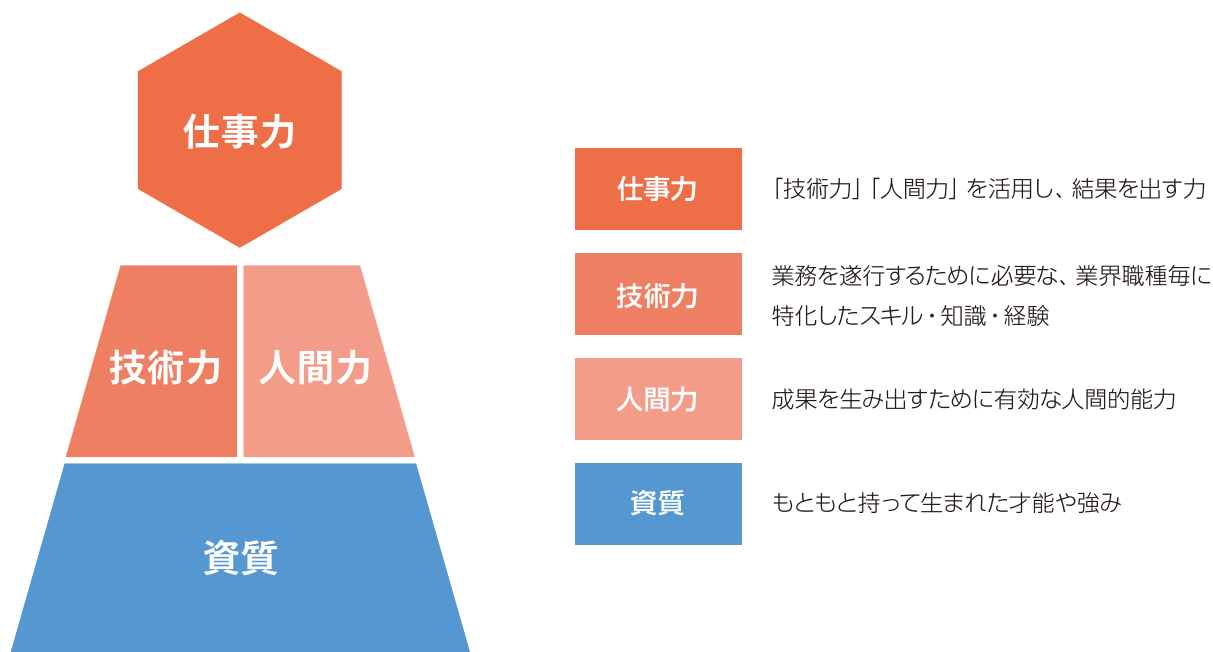 仕事力
技術力
人間力
資質
仕事力
「技術力」「人間力」を活用し、結果を出す力
技術力
業務を遂行するために必要な、業界職種毎に
特化したスキル・知識・経験
人間力
成果を生み出すために有効な人間的能力
資質
もともと持って生まれた才能や強み